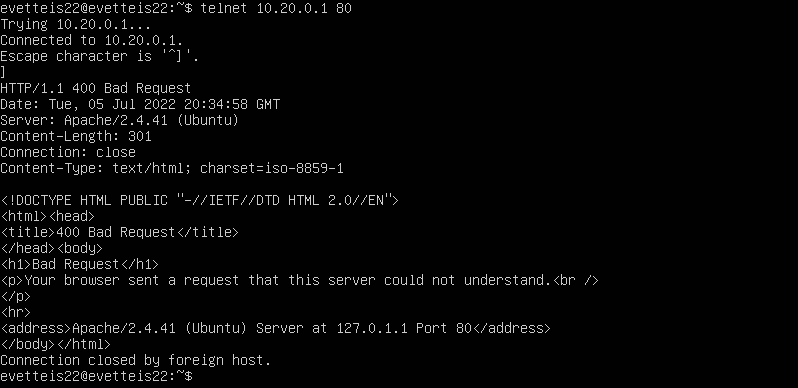 evetteis22@evetteis22:~$ telnet 10.20.0.1 80
Trying 10.20.0.1...
Connected to 10.20.0.1.
Escape character is '^]'.
]
HTTP/1.1 400 Bad Request
Date: Tue, 05 Jul 2022 20:34:58 GMT
Server: Apache/2.4.41 (Ubuntu)
Content-Length: 301
Connection: close
Content-Type: text/html; charset=iso-8859-1

<!DOCTYPE HTML PUBLIC "-//IETF//DTD HTML 2.0//EN">
<html><head>
<title>400 Bad Request</title>
</head><body>
<h1>Bad Request</h1>
<p>Your browser sent a request that this server could not understand.<br />
</p>
<hr>
<address>Apache/2.4.41 (Ubuntu) Server at 127.0.1.1 Port 80</address>
</body></html>
Connection closed by foreign host.
evetteis22@evetteis22:~$